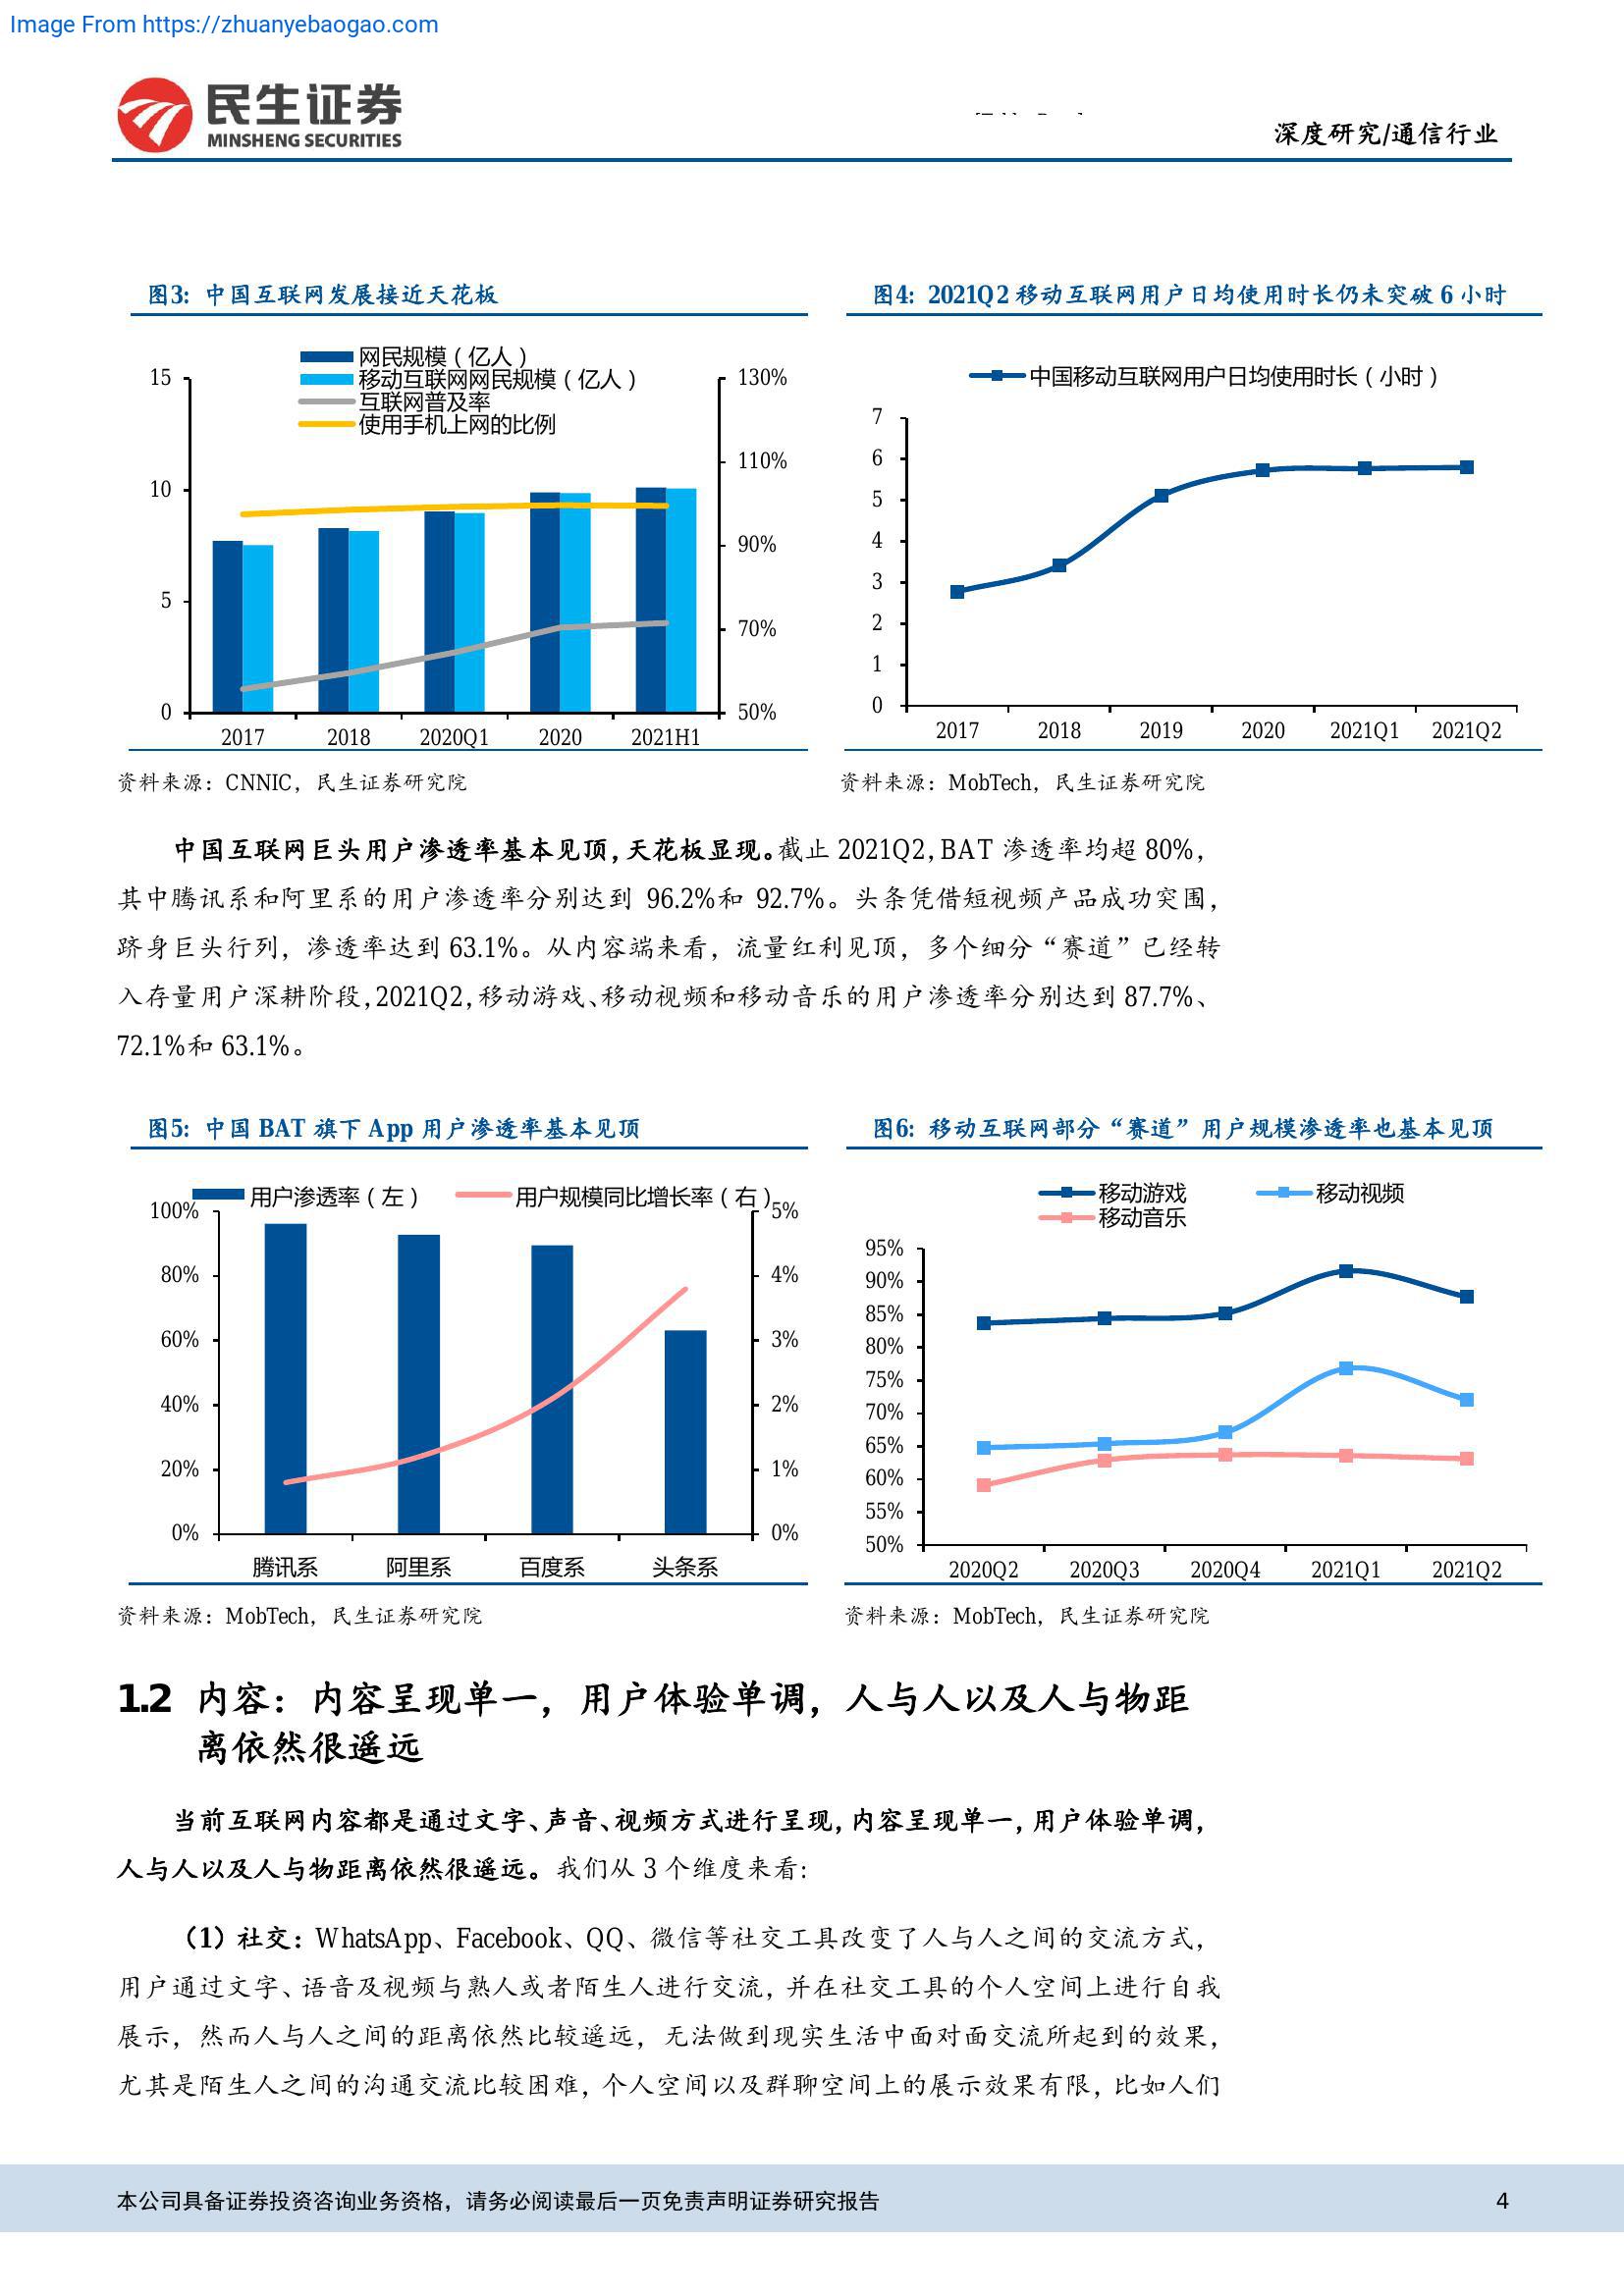 Image From https://zhuanyebaogao.com
民生证券
MINSHENG SECURITIES
深度研究/通信行业
图3: 中国互联网发展接近天花板
网民规模（亿人）
移动互联网网民规模（亿人）
互联网普及率
使用手机上网的比例
15
10
5
0
130%
110%
90%
70%
50%
2017 2018 2020Q1 2020 2021H1
资料来源：CNNIC，民生证券研究院
图4: 2021Q2 移动互联网用户日均使用时长仍未突破 6 小时
中国移动互联网用户日均使用时长（小时）
7
6
5
4
3
2
1
0
2017 2018 2019 2020 2021Q1 2021Q2
资料来源：MobTech，民生证券研究院
中国互联网巨头用户渗透率基本见顶，天花板显现。截止 2021Q2，BAT 渗透率均超 80%，
其中腾讯系和阿里系的用户渗透率分别达到 96.2%和 92.7%。头条凭借短视频产品成功突围，
跻身巨头行列，渗透率达到 63.1%。从内容端来看，流量红利见顶，多个细分“赛道”已经转
入存量用户深耕阶段，2021Q2，移动游戏、移动视频和移动音乐的用户渗透率分别达到 87.7%、
72.1%和 63.1%。
图5: 中国 BAT 旗下 App 用户渗透率基本见顶
用户渗透率（左） 用户规模同比增长率（右）
100%
80%
60%
40%
20%
0%
5%
4%
3%
2%
1%
0%
腾讯系 阿里系 百度系 头条系
资料来源：MobTech，民生证券研究院
图6: 移动互联网部分“赛道”用户规模渗透率也基本见顶
移动游戏 移动视频
移动音乐
95%
90%
85%
80%
75%
70%
65%
60%
55%
50%
2020Q2 2020Q3 2020Q4 2021Q1 2021Q2
资料来源：MobTech，民生证券研究院
1.2 内容：内容呈现单一，用户体验单调，人与人以及人与物距
离依然很遥远
当前互联网内容都是通过文字、声音、视频方式进行呈现，内容呈现单一，用户体验单调，
人与人以及人与物距离依然很遥远。我们从 3 个维度来看：
（1）社交：WhatsApp、Facebook、QQ、微信等社交工具改变了人与人之间的交流方式，
用户通过文字、语音及视频与熟人或者陌生人进行交流，并在社交工具的个人空间上进行自我
展示，然而人与人之间的距离依然比较遥远，无法做到现实生活中面对面交流所起到的效果，
尤其是陌生人之间的沟通交流比较困难，个人空间以及群聊空间上的展示效果有限，比如人们
本公司具备证券投资咨询业务资格，请务必阅读最后一页免责声明证券研究报告 4